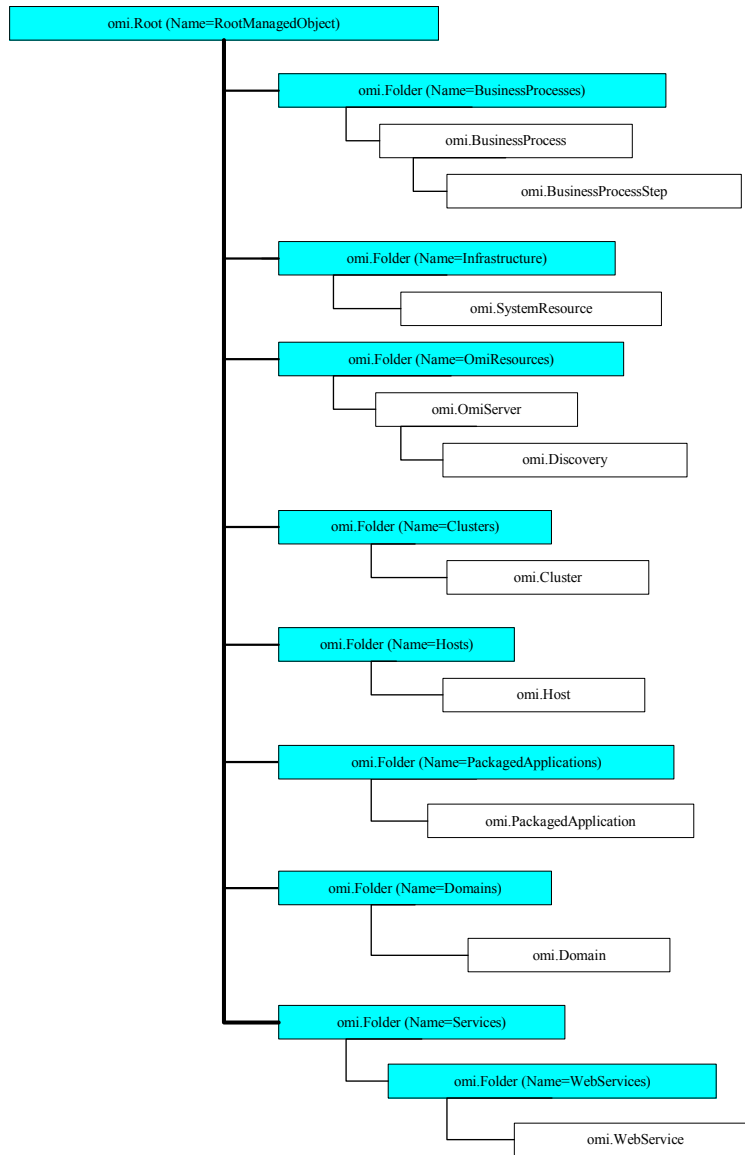 omi.Root (Name=RootManagedObject)
omi.Folder (Name=BusinessProcesses)
omi.BusinessProcess
omi.BusinessProcessStep
omi.Folder (Name=Infrastructure)
omi.SystemResource
omi.Folder (Name=OmiResources)
omi.OmiServer
omi.Discovery
omi.Folder (Name=Clusters)
omi.Cluster
omi.Folder (Name=Hosts)
omi.Host
omi.Folder (Name=PackagedApplications)
omi.PackagedApplication
omi.Folder (Name=Domains)
omi.Domain
omi.Folder (Name=Services)
omi.Folder (Name=WebServices)
omi.WebService